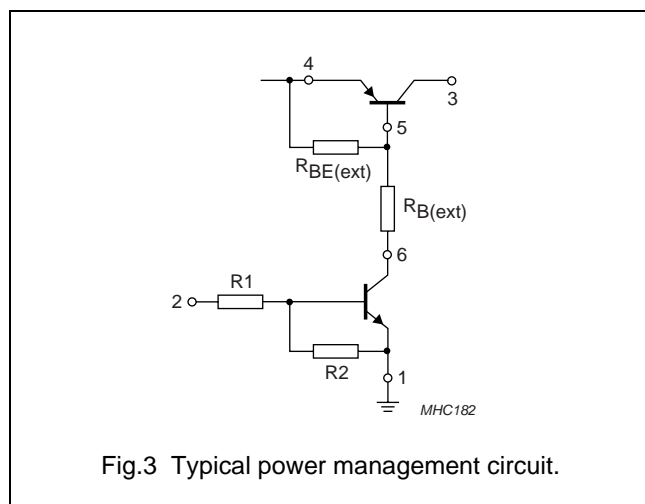 4
3
5
RBE(ext)
RB(ext)
6
R1
2
R2
1
MHC182
Fig.3 Typical power management circuit.